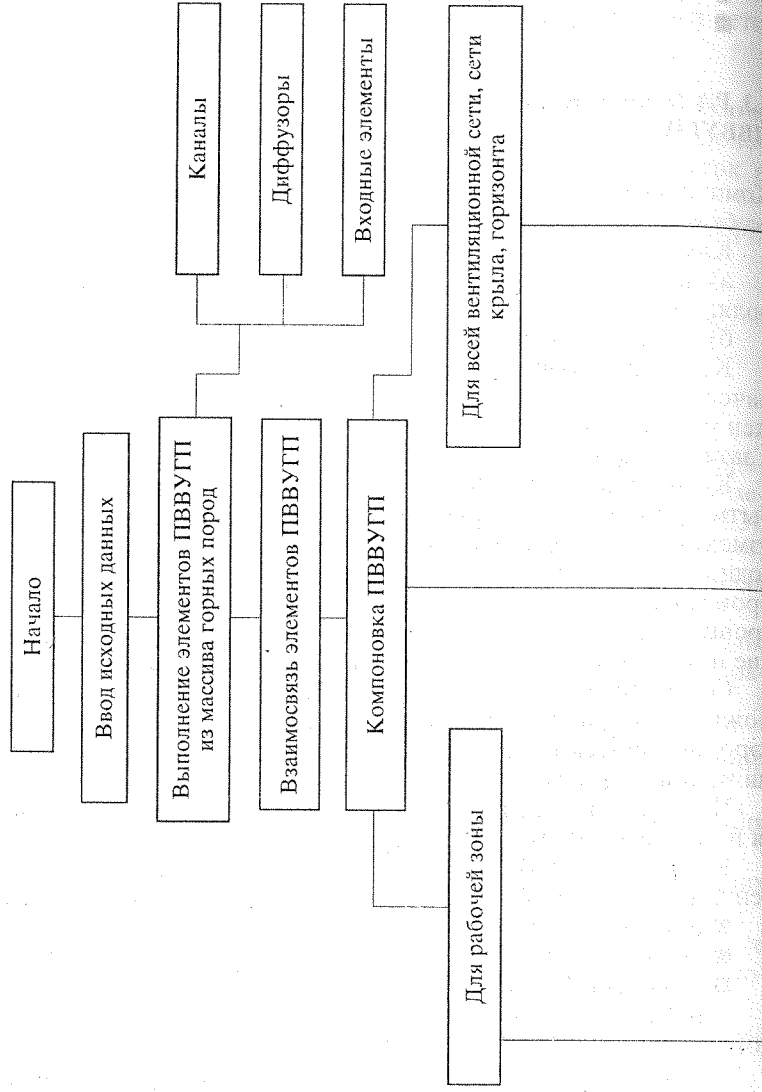 Начало
Ввод исходных данных
Выполнение элементов ПВВУГП
из массива горных пород
Каналы
Диффузоры
Входные элементы
Взаимосвязь элементов ПВВУГП
Компоновка ПВВУГП
Для рабочей зоны
Для всей вентиляционной сети, сети
крыла, горизонта